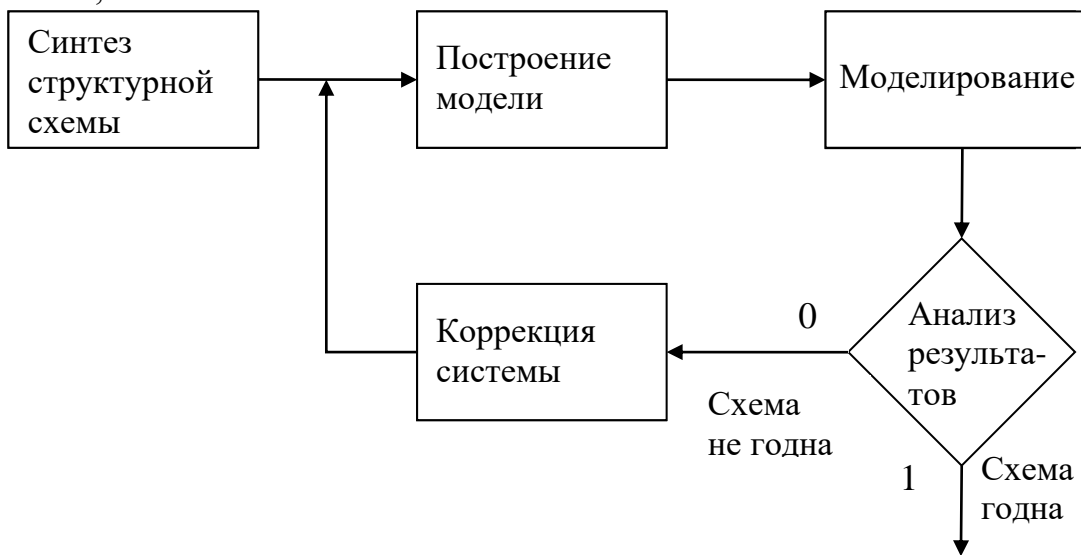 Синтез
структурной
схемы
Построение
модели
Моделирование
Коррекция
системы
0
Анализ
результа-
тов
Схема
не годна
1
Схема
годна